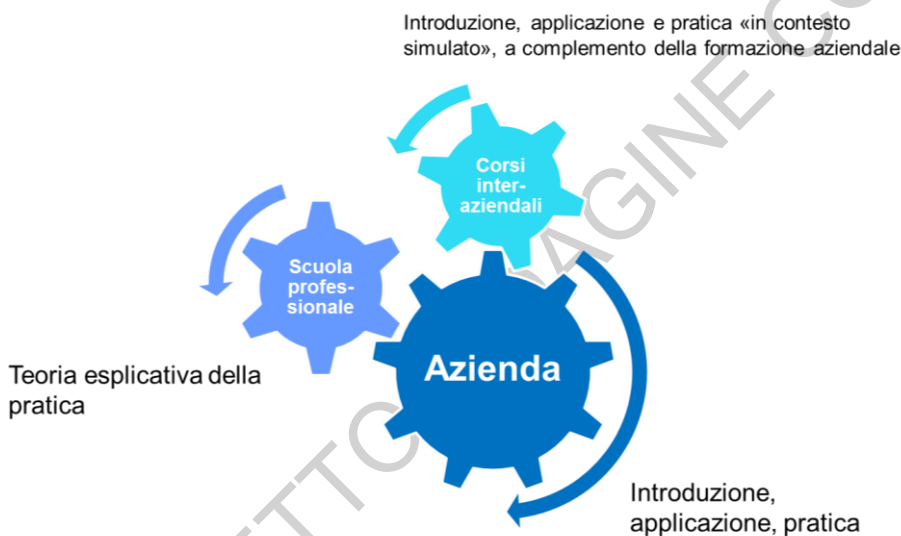 Introduzione, applicazione e pratica «in contesto
simulato», a complemento della formazione aziendale
Corsi
inter-
aziendali
Scuola
profes-
sionale
Azienda
Teoria esplicativa della
pratica
Introduzione,
applicazione, pratica